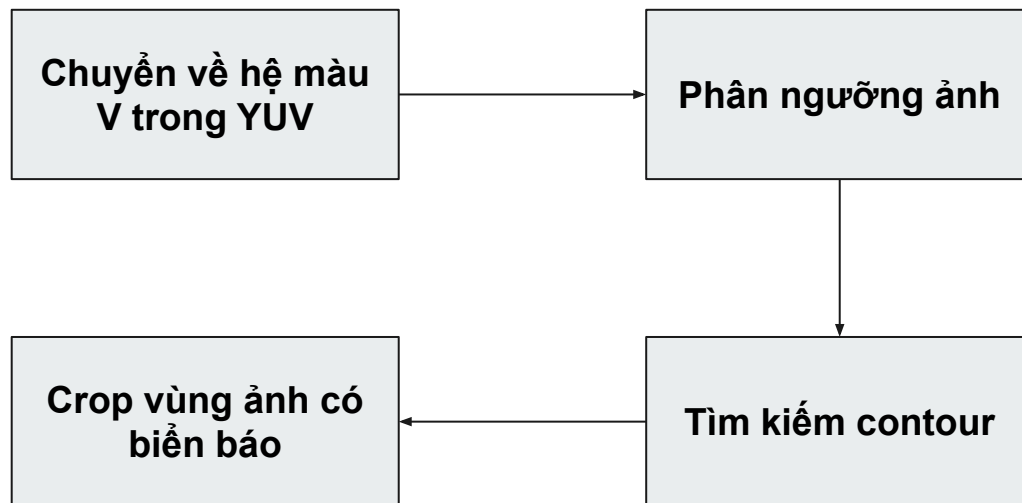 Chuyển về hệ màu
V trong YUV
Phân ngưỡng ảnh
Tìm kiếm contour
Crop vùng ảnh có
biển báo